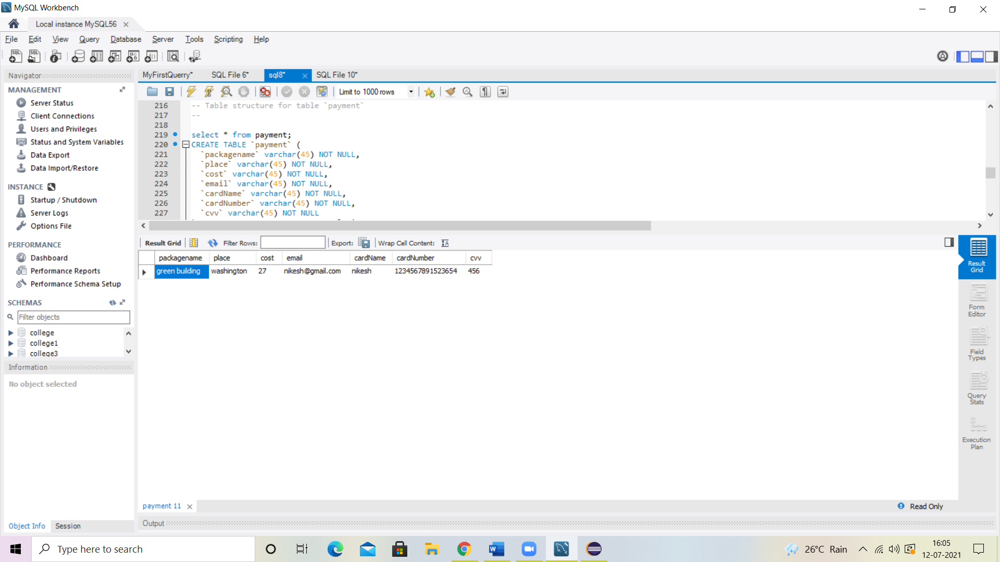 MySQL Workbench
Local instance MySQL56
File Edit View Query Database Server Tools Scripting Help
Navigator
MANAGEMENT
Server Status
Client Connections
Users and Privileges
Status and System Variables
Data Export
Data Import/Restore
INSTANCE
Startup / Shutdown
Server Logs
Options File
PERFORMANCE
Dashboard
Performance Reports
Performance Schema Setup
SCHEMAS
Filter objects
college
college1
college3
Information
No object selected
Object Info Session
MyFirstQuerry* SQL File 6* sql8* SQL File 10*
Limit to 1000 rows
216 -- Table structure for table `payment`
217 --
218
219 select * from payment;
220 CREATE TABLE `payment` (
221 `packagename` varchar(45) NOT NULL,
222 `place` varchar(45) NOT NULL,
223 `cost` varchar(45) NOT NULL,
224 `email` varchar(45) NOT NULL,
225 `cardName` varchar(45) NOT NULL,
226 `cardNumber` varchar(45) NOT NULL,
227 `cvv` varchar(45) NOT NULL
Result Grid Filter Rows: Export: Wrap Cell Content:
packagename place cost email cardName cardNumber cvv
green building washington 27 nikesh@gmail.com nikesh 1234567891523654 456
Result
Grid
Form
Editor
Field
Types
Query
Stats
Execution
Plan
payment 11
Read Only
Output
Type here to search
26°C Rain
16:05
12-07-2021